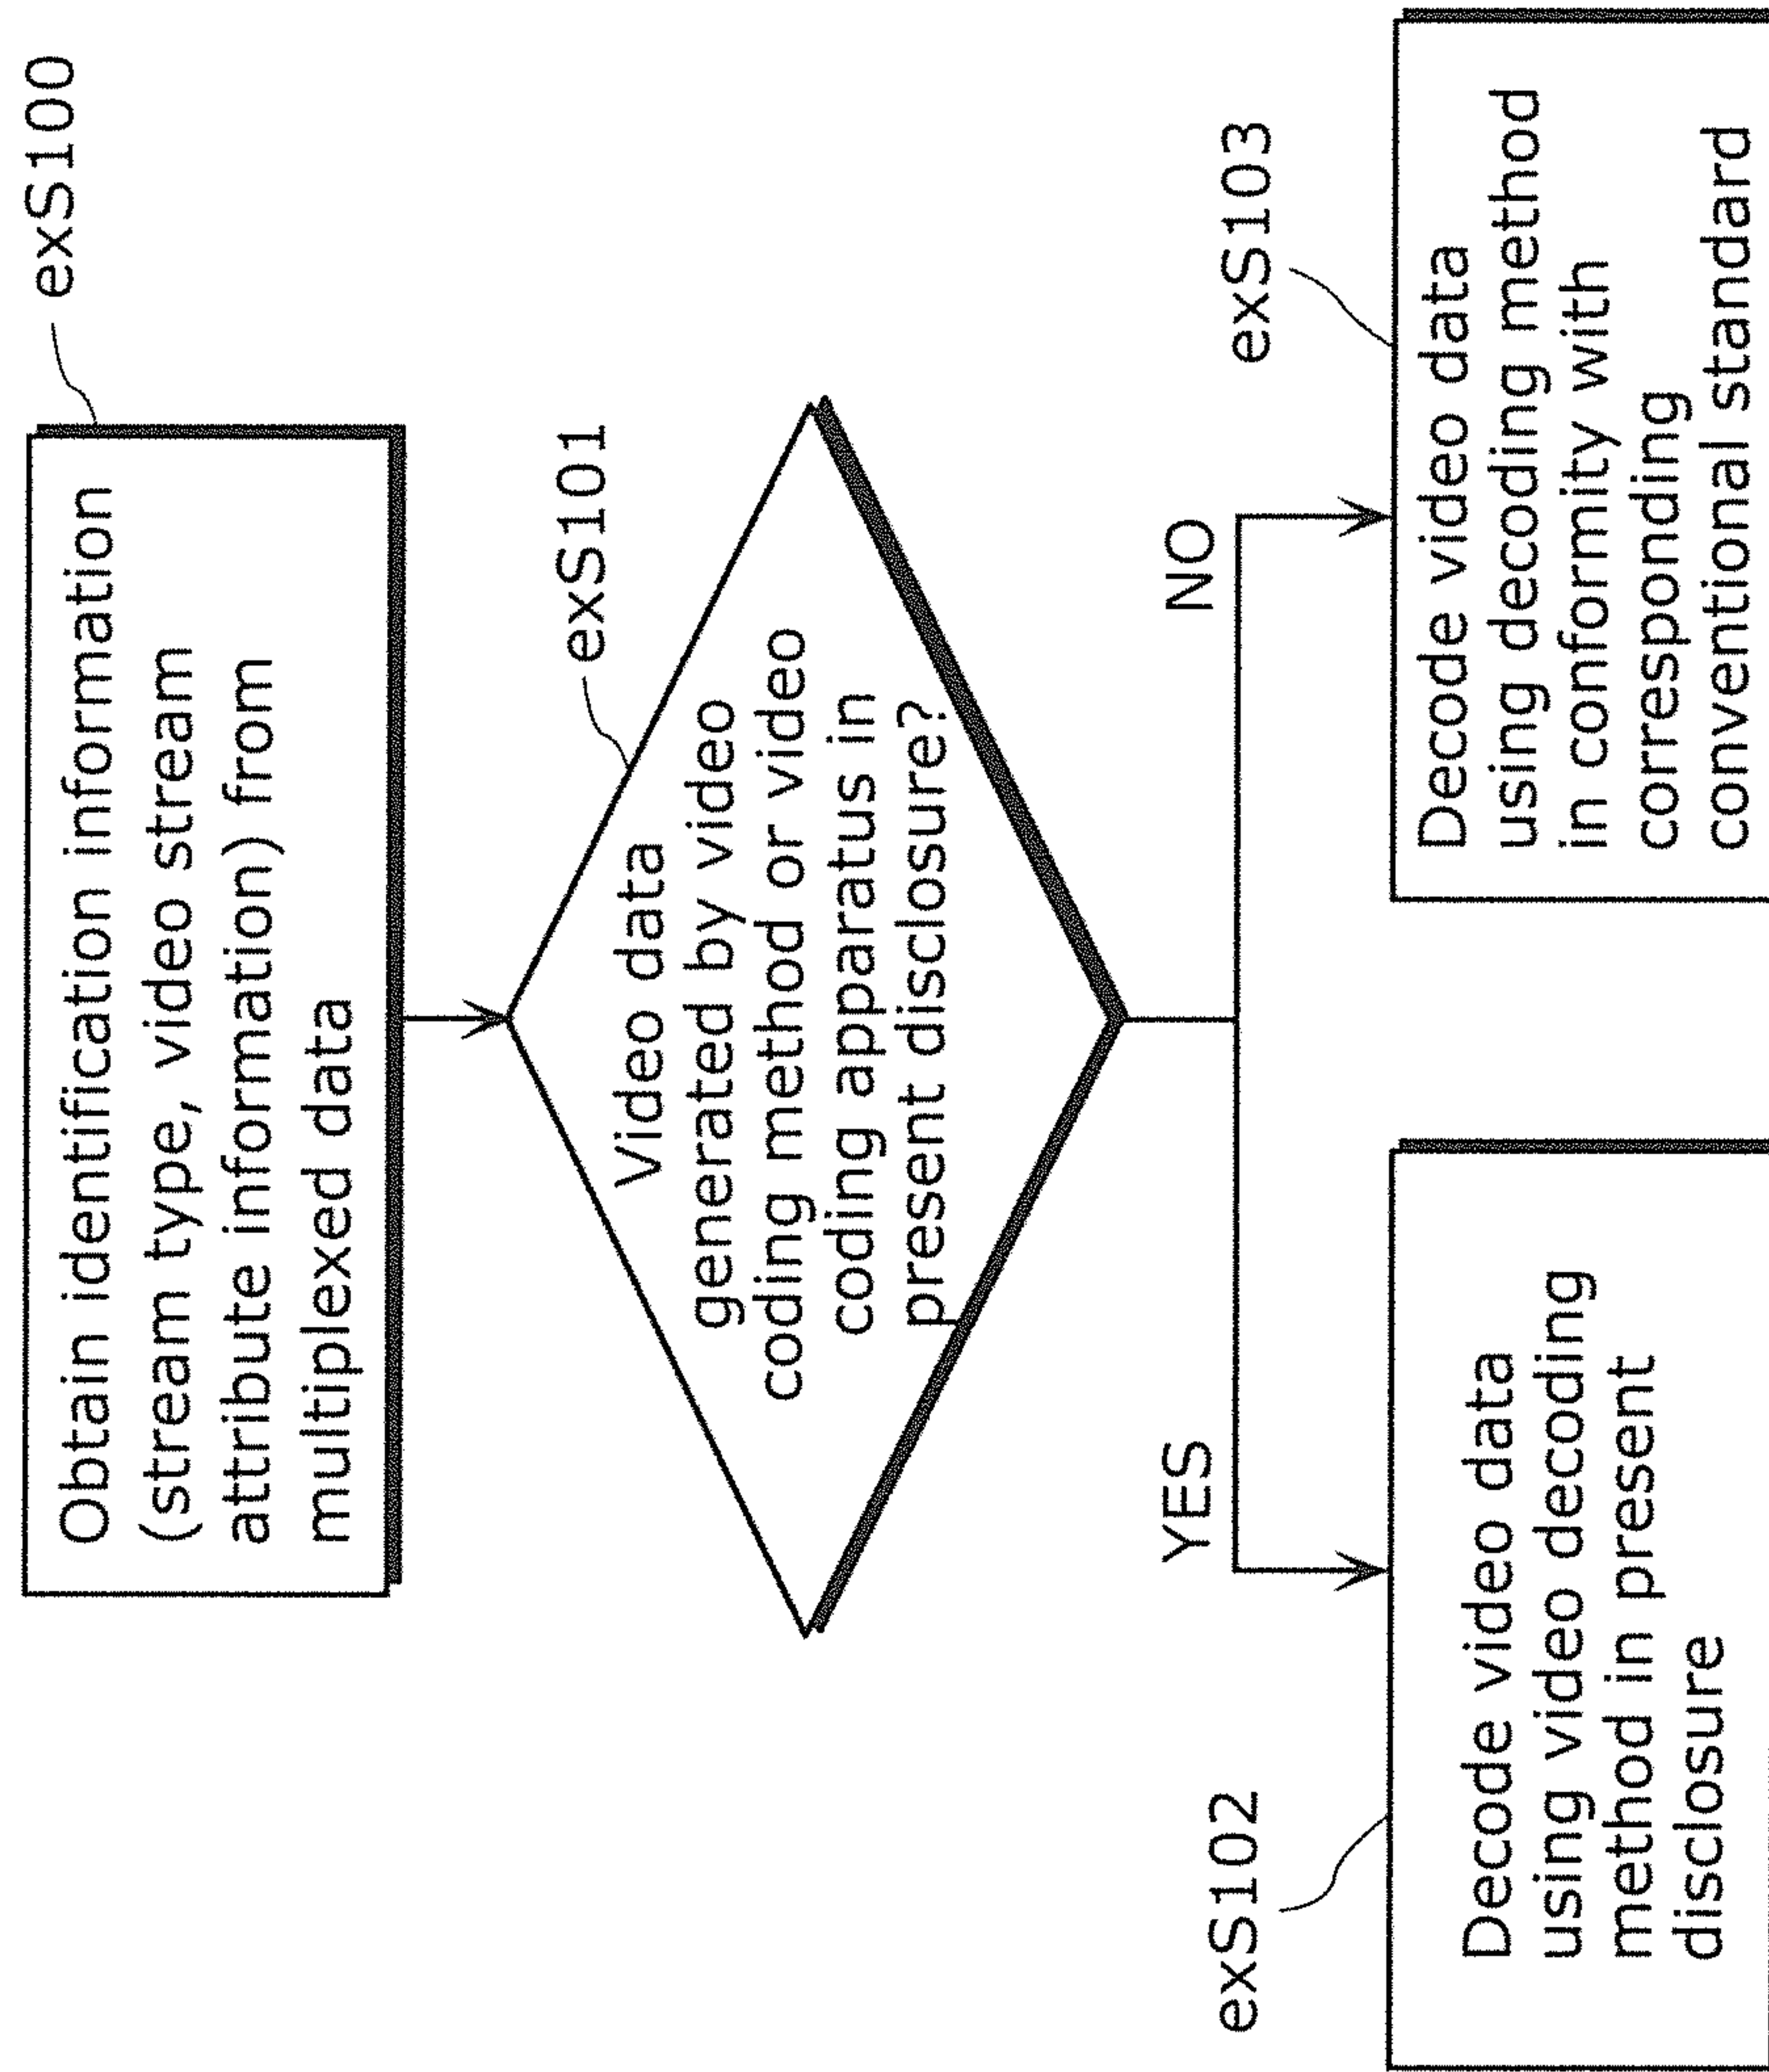 exS100
Obtain identification information
(stream type, video stream
attribute information) from
multiplexed data
exS101
Video data
generated by video
coding method or video
coding apparatus in
present disclosure?
YES
NO
exS102
Decode video data
using video decoding
method in present
disclosure
exS103
Decode video data
using decoding method
in conformity with
corresponding
conventional standard